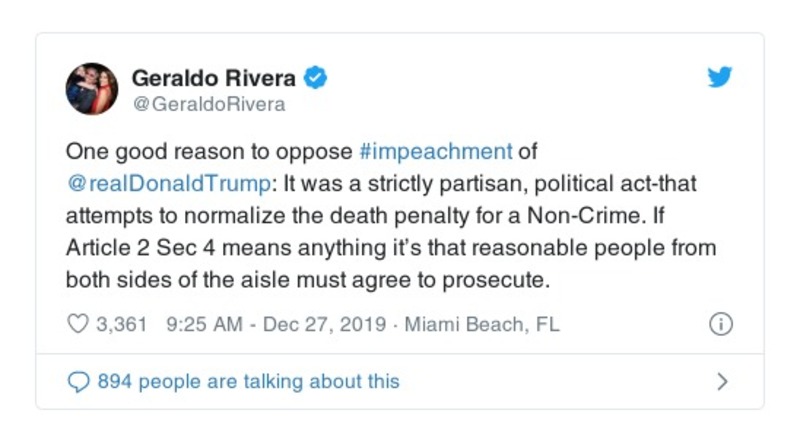 Geraldo Rivera
@GeraldoRivera
One good reason to oppose #impeachment of
@realDonaldTrump: It was a strictly partisan, political act-that
attempts to normalize the death penalty for a Non-Crime. If
Article 2 Sec 4 means anything it’s that reasonable people from
both sides of the aisle must agree to prosecute.
3,361 9:25 AM - Dec 27, 2019 · Miami Beach, FL
894 people are talking about this